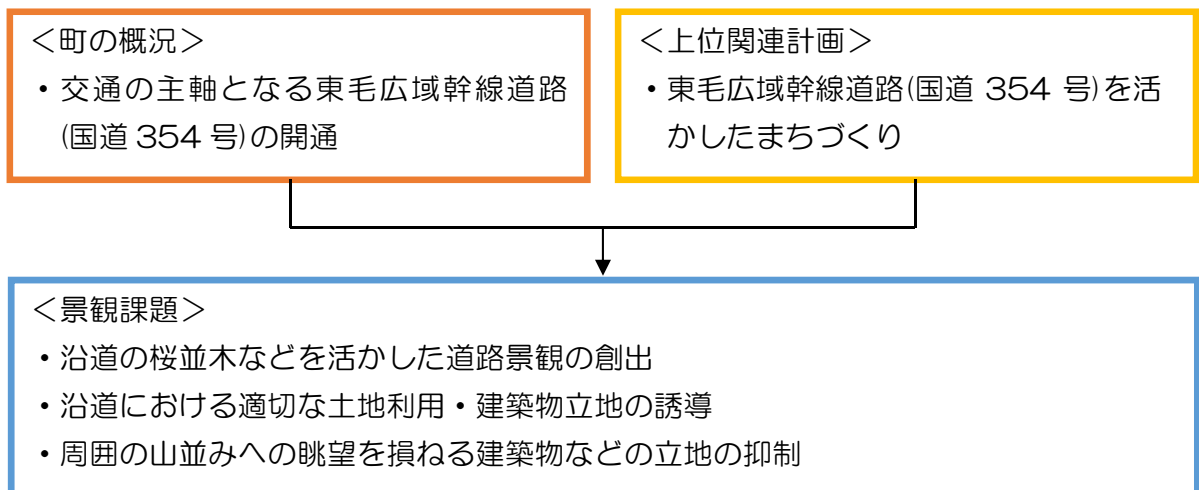 ＜町の概況＞
・交通の主軸となる東毛広域幹線道路
(国道 354 号)の開通
＜上位関連計画＞
・東毛広域幹線道路(国道 354 号)を活
かしたまちづくり
＜景観課題＞
・沿道の桜並木などを活かした道路景観の創出
・沿道における適切な土地利用・建築物立地の誘導
・周囲の山並みへの眺望を損ねる建築物などの立地の抑制